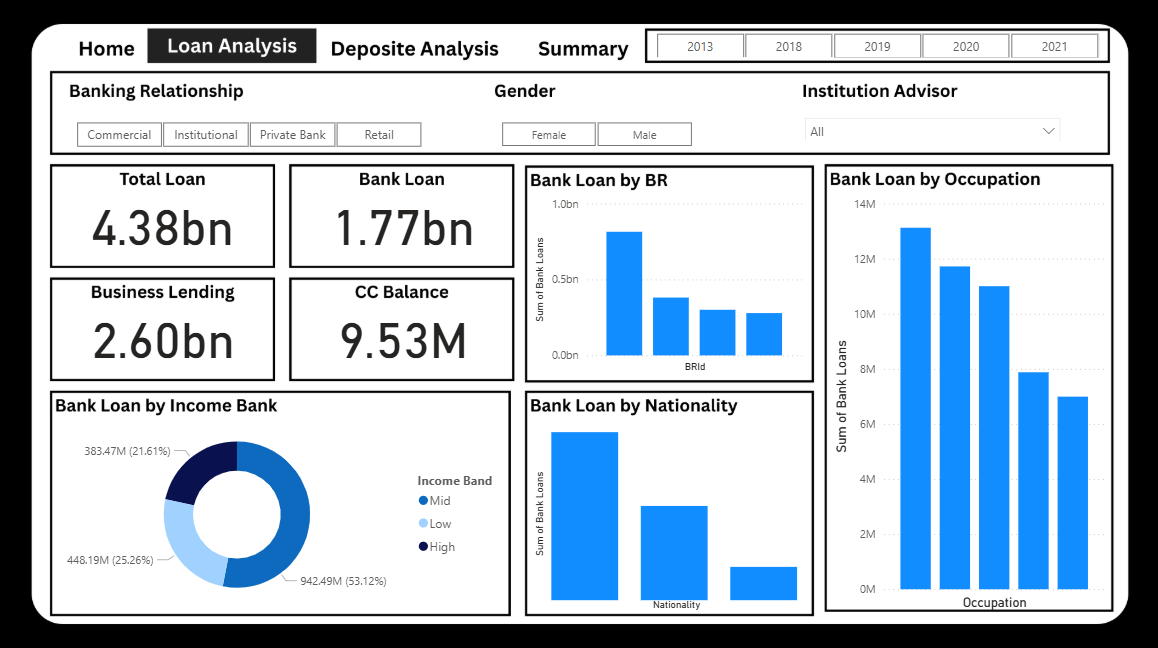 Home Loan Analysis Deposite Analysis Summary 2013 2018 2019 2020 2021
Banking Relationship Gender Institution Advisor
Commercial Institutional Private Bank Retail Female Male All
Total Loan
4.38bn
Bank Loan
1.77bn
Business Lending
2.60bn
CC Balance
9.53M
Bank Loan by BR
Sum of Bank Loans
1.0bn
0.5bn
0.0bn
BRId
Bank Loan by Occupation
Sum of Bank Loans
14M
12M
10M
8M
6M
4M
2M
0M
Occupation
Bank Loan by Income Bank
383.47M (21.61%)
448.19M (25.26%)
942.49M (53.12%)
Income Band
Mid
Low
High
Bank Loan by Nationality
Sum of Bank Loans
Nationality